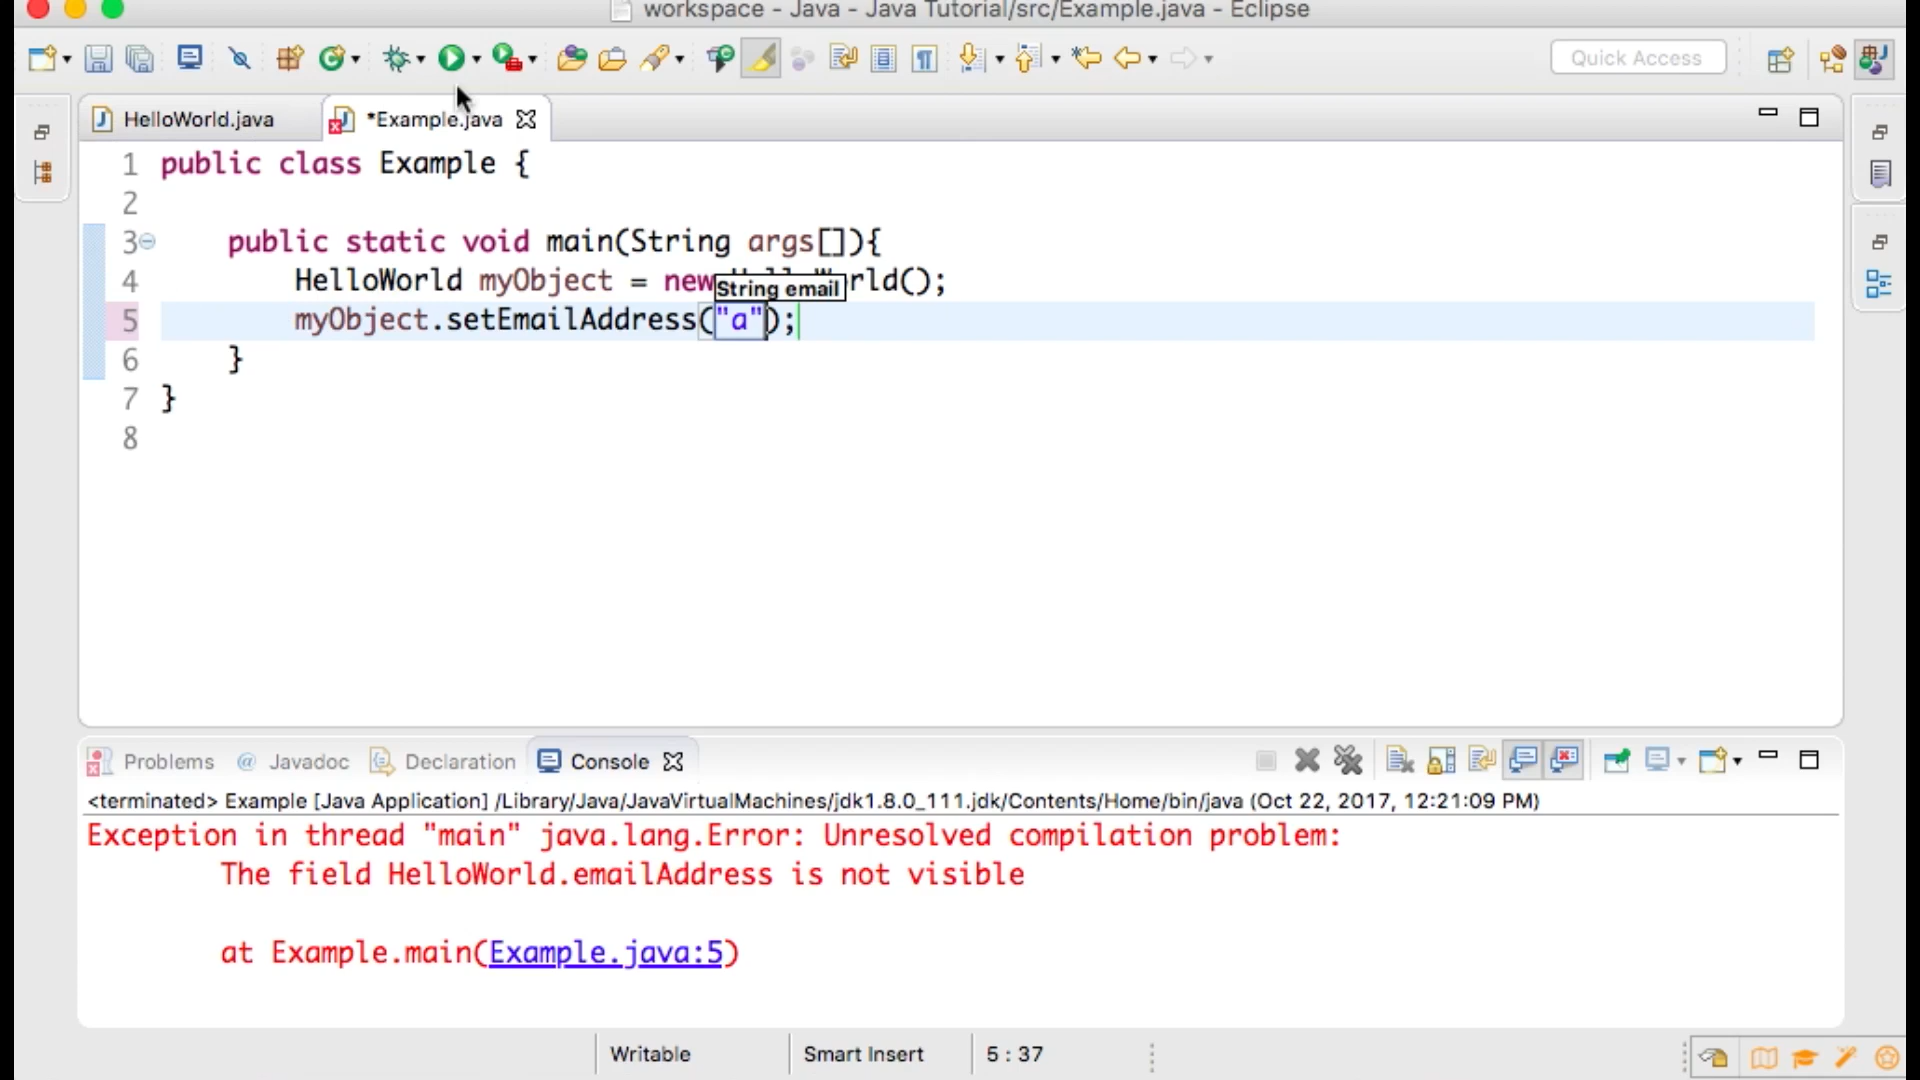 workspace - Java - Java Tutorial/src/Example.java - Eclipse
Quick Access
HelloWorld.java
*Example.java
1 public class Example {
2
3 public static void main(String args[]){
4 HelloWorld myObject = new rld();
String email
5 myObject.setEmailAddress("a");
6 }
7 }
8
Problems @ Javadoc Declaration Console
<terminated> Example [Java Application] /Library/Java/JavaVirtualMachines/jdk1.8.0_111.jdk/Contents/Home/bin/java (Oct 22, 2017, 12:21:09 PM)
Exception in thread "main" java.lang.Error: Unresolved compilation problem:
The field HelloWorld.emailAddress is not visible
at Example.main(Example.java:5)
Writable
Smart Insert
5 : 37